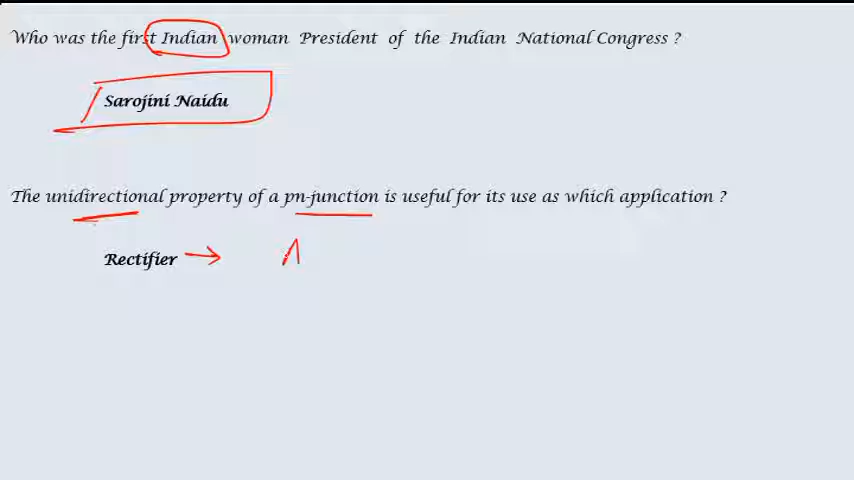 Who was the first Indian woman President of the Indian National Congress ?
Sarojini Naidu
The unidirectional property of a pn-junction is useful for its use as which application ?
Rectifier